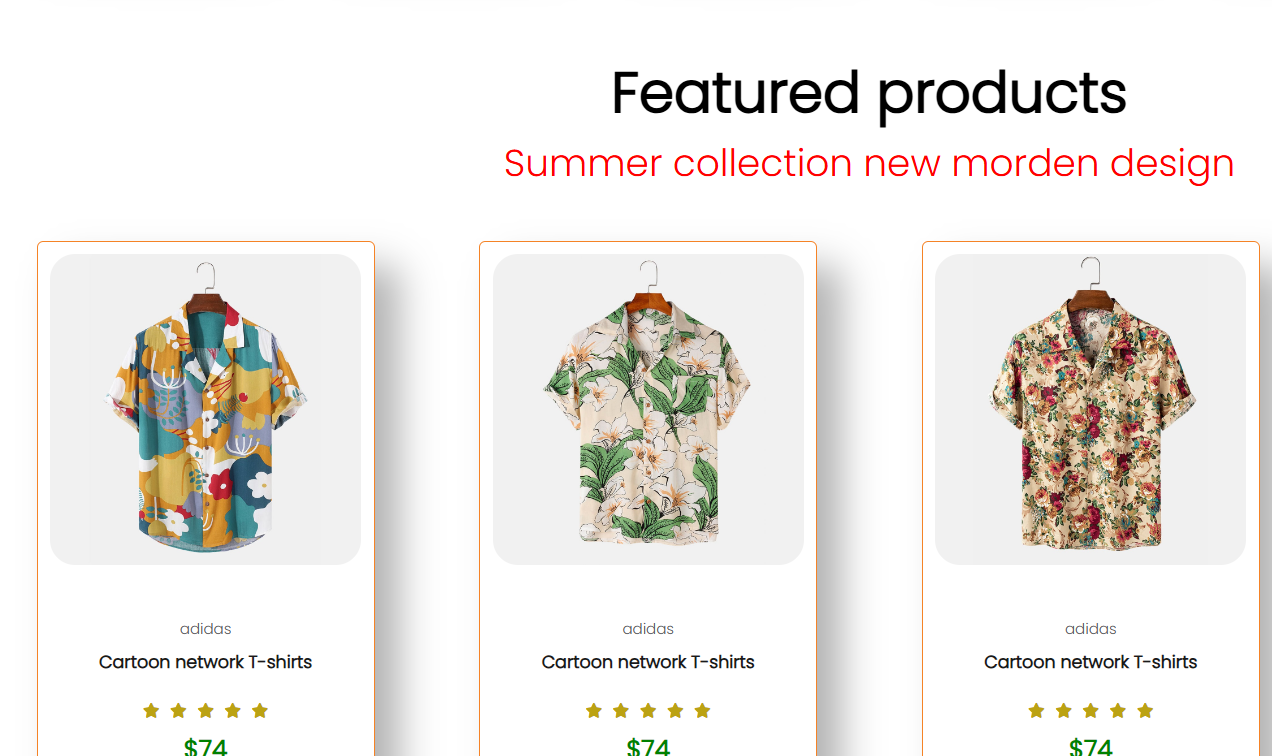 Featured products
Summer collection new morden design
adidas
Cartoon network T-shirts
$74
adidas
Cartoon network T-shirts
$74
adidas
Cartoon network T-shirts
$74